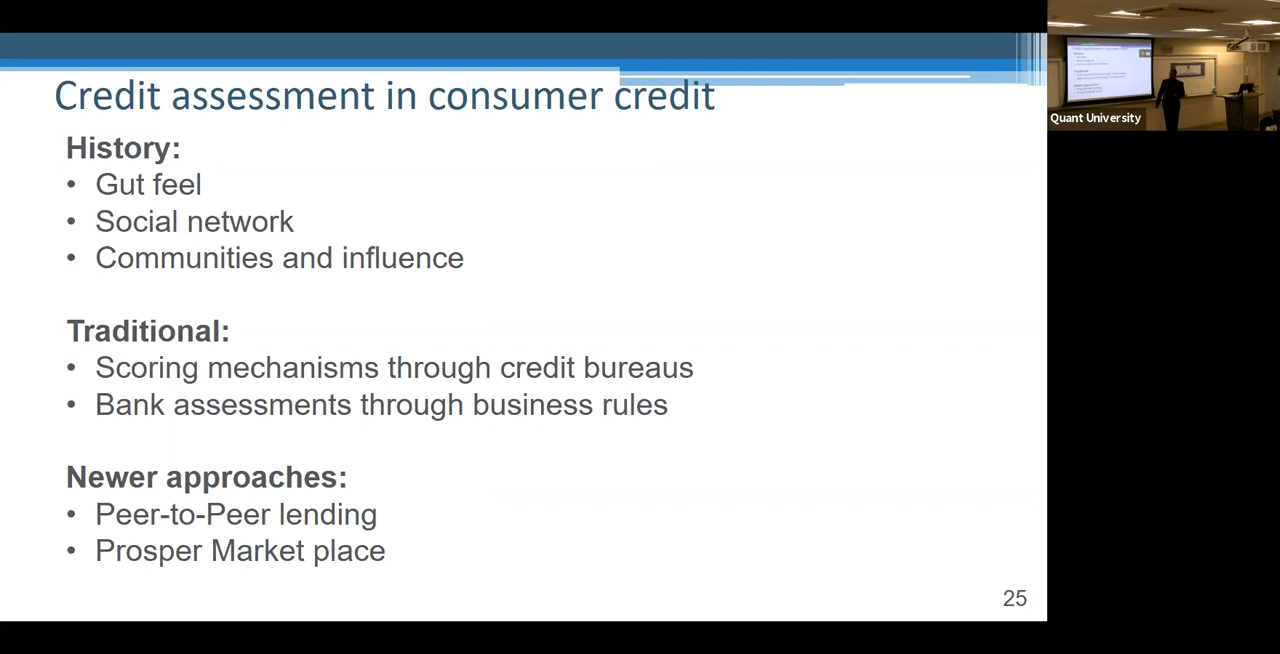 Credit assessment in consumer credit
History:
• Gut feel
• Social network
• Communities and influence
Traditional:
• Scoring mechanisms through credit bureaus
• Bank assessments through business rules
Newer approaches:
• Peer-to-Peer lending
• Prosper Market place
25
Quant University